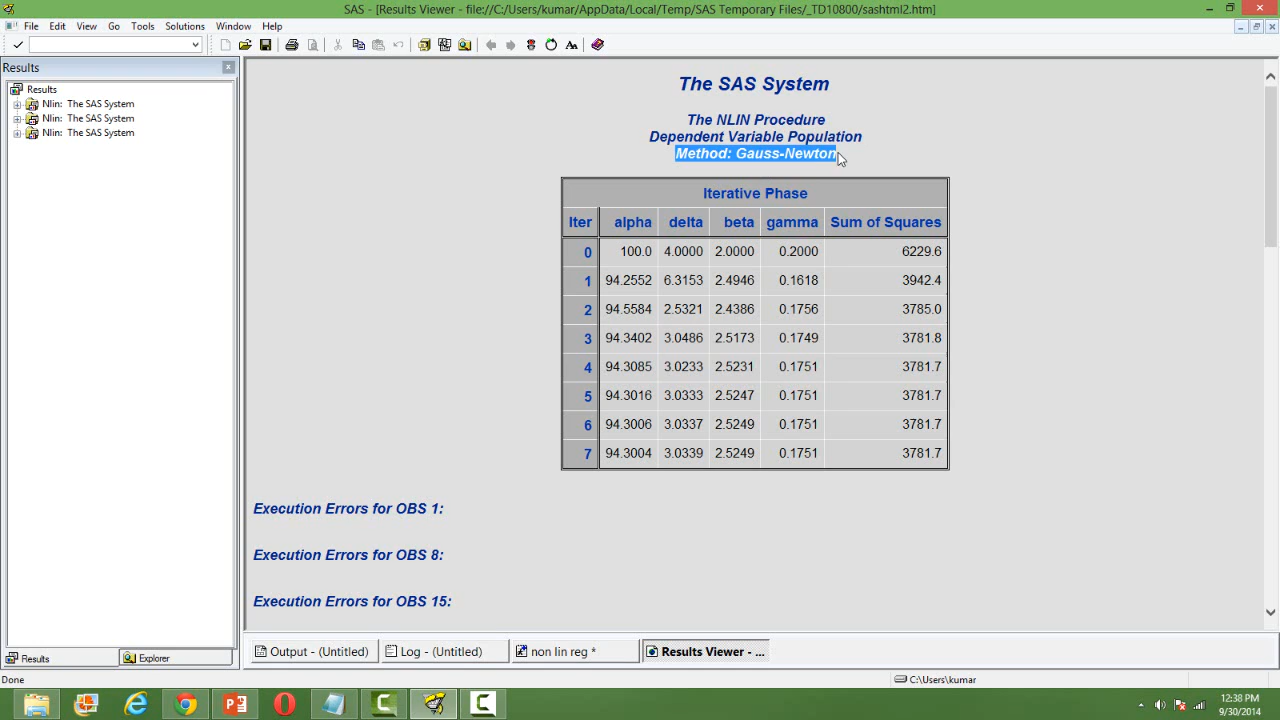 SAS - [Results Viewer - file://C:/Users/kumar/AppData/Local/Temp/SAS Temporary Files/_TD10800/sashtml2.htm]
File Edit View Go Tools Solutions Window Help
Results
Results
Nlin: The SAS System
Nlin: The SAS System
Nlin: The SAS System
The SAS System
The NLIN Procedure
Dependent Variable Population
Method: Gauss-Newton
Iterative Phase
Iter alpha delta beta gamma Sum of Squares
0 100.0 4.0000 2.0000 0.2000 6229.6
1 94.2552 6.3153 2.4946 0.1618 3942.4
2 94.5584 2.5321 2.4386 0.1756 3785.0
3 94.3402 3.0486 2.5173 0.1749 3781.8
4 94.3085 3.0233 2.5231 0.1751 3781.7
5 94.3016 3.0333 2.5247 0.1751 3781.7
6 94.3006 3.0337 2.5249 0.1751 3781.7
7 94.3004 3.0339 2.5249 0.1751 3781.7
Execution Errors for OBS 1:
Execution Errors for OBS 8:
Execution Errors for OBS 15:
Results Explorer
Output - (Untitled) Log - (Untitled) non lin reg * Results Viewer - ...
Done C:\Users\kumar
12:38 PM
9/30/2014